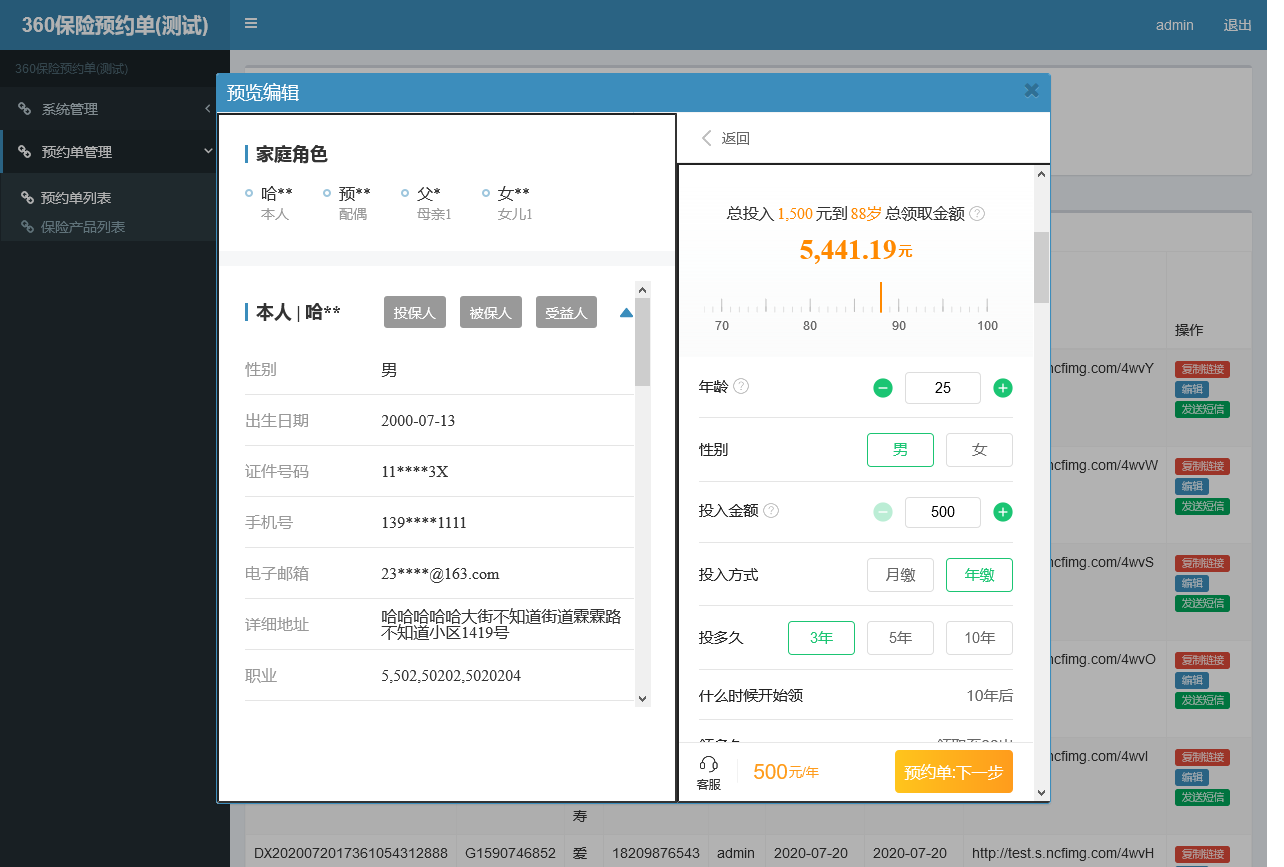 360保险预约单(测试)
admin 退出
360保险预约单(测试)
系统管理
预约单管理
预约单列表
保险产品列表
预览编辑
家庭角色
哈** 预** 父* 女**
本人 配偶 母亲1 女儿1
本人 | 哈** 投保人 被保人 受益人
性别 男
出生日期 2000-07-13
证件号码 11****3X
手机号 139****1111
电子邮箱 23****@163.com
详细地址 哈哈哈哈哈大街不知道街道霖霖路
不知道小区1419号
职业 5,502,50202,5020204
返回
总投入 1,500 元到 88岁 总领取金额 ?
5,441.19元
70 80 90 100
年龄 ? 25
性别 男 女
投入金额 ? 500
投入方式 月缴 年缴
投多久 3年 5年 10年
什么时候开始领 10年后
客服 500元/年 预约单:下一步
操作
ncfimg.com/4wvY 复制链接
编辑
发送短信
ncfimg.com/4wvW 复制链接
编辑
发送短信
ncfimg.com/4wvS 复制链接
编辑
发送短信
ncfimg.com/4wvO 复制链接
编辑
发送短信
ncfimg.com/4wvI 复制链接
编辑
发送短信
寿
DX2020072017361054312888 G1590746852 爱 18209876543 admin 2020-07-20 2020-07-20 http://test.s.ncfimg.com/4wvH 复制链接